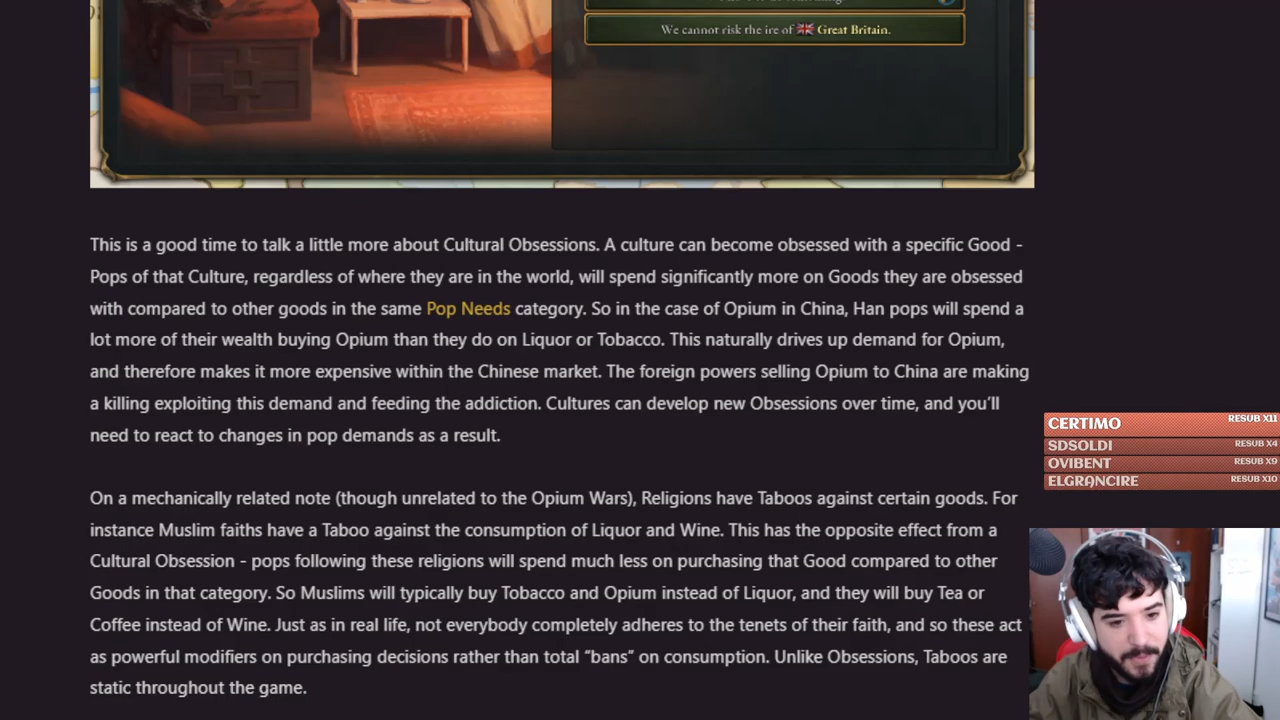 We cannot risk the ire of Great Britain.
This is a good time to talk a little more about Cultural Obsessions. A culture can become obsessed with a specific Good -
Pops of that Culture, regardless of where they are in the world, will spend significantly more on Goods they are obsessed
with compared to other goods in the same Pop Needs category. So in the case of Opium in China, Han pops will spend a
lot more of their wealth buying Opium than they do on Liquor or Tobacco. This naturally drives up demand for Opium,
and therefore makes it more expensive within the Chinese market. The foreign powers selling Opium to China are making
a killing exploiting this demand and feeding the addiction. Cultures can develop new Obsessions over time, and you’ll
need to react to changes in pop demands as a result.
On a mechanically related note (though unrelated to the Opium Wars), Religions have Taboos against certain goods. For
instance Muslim faiths have a Taboo against the consumption of Liquor and Wine. This has the opposite effect from a
Cultural Obsession - pops following these religions will spend much less on purchasing that Good compared to other
Goods in that category. So Muslims will typically buy Tobacco and Opium instead of Liquor, and they will buy Tea or
Coffee instead of Wine. Just as in real life, not everybody completely adheres to the tenets of their faith, and so these act
as powerful modifiers on purchasing decisions rather than total “bans” on consumption. Unlike Obsessions, Taboos are
static throughout the game.
CERTIMO RESUB X11
SDSOLDI RESUB X4
OVIBENT RESUB X9
ELGRANCIRE RESUB X10